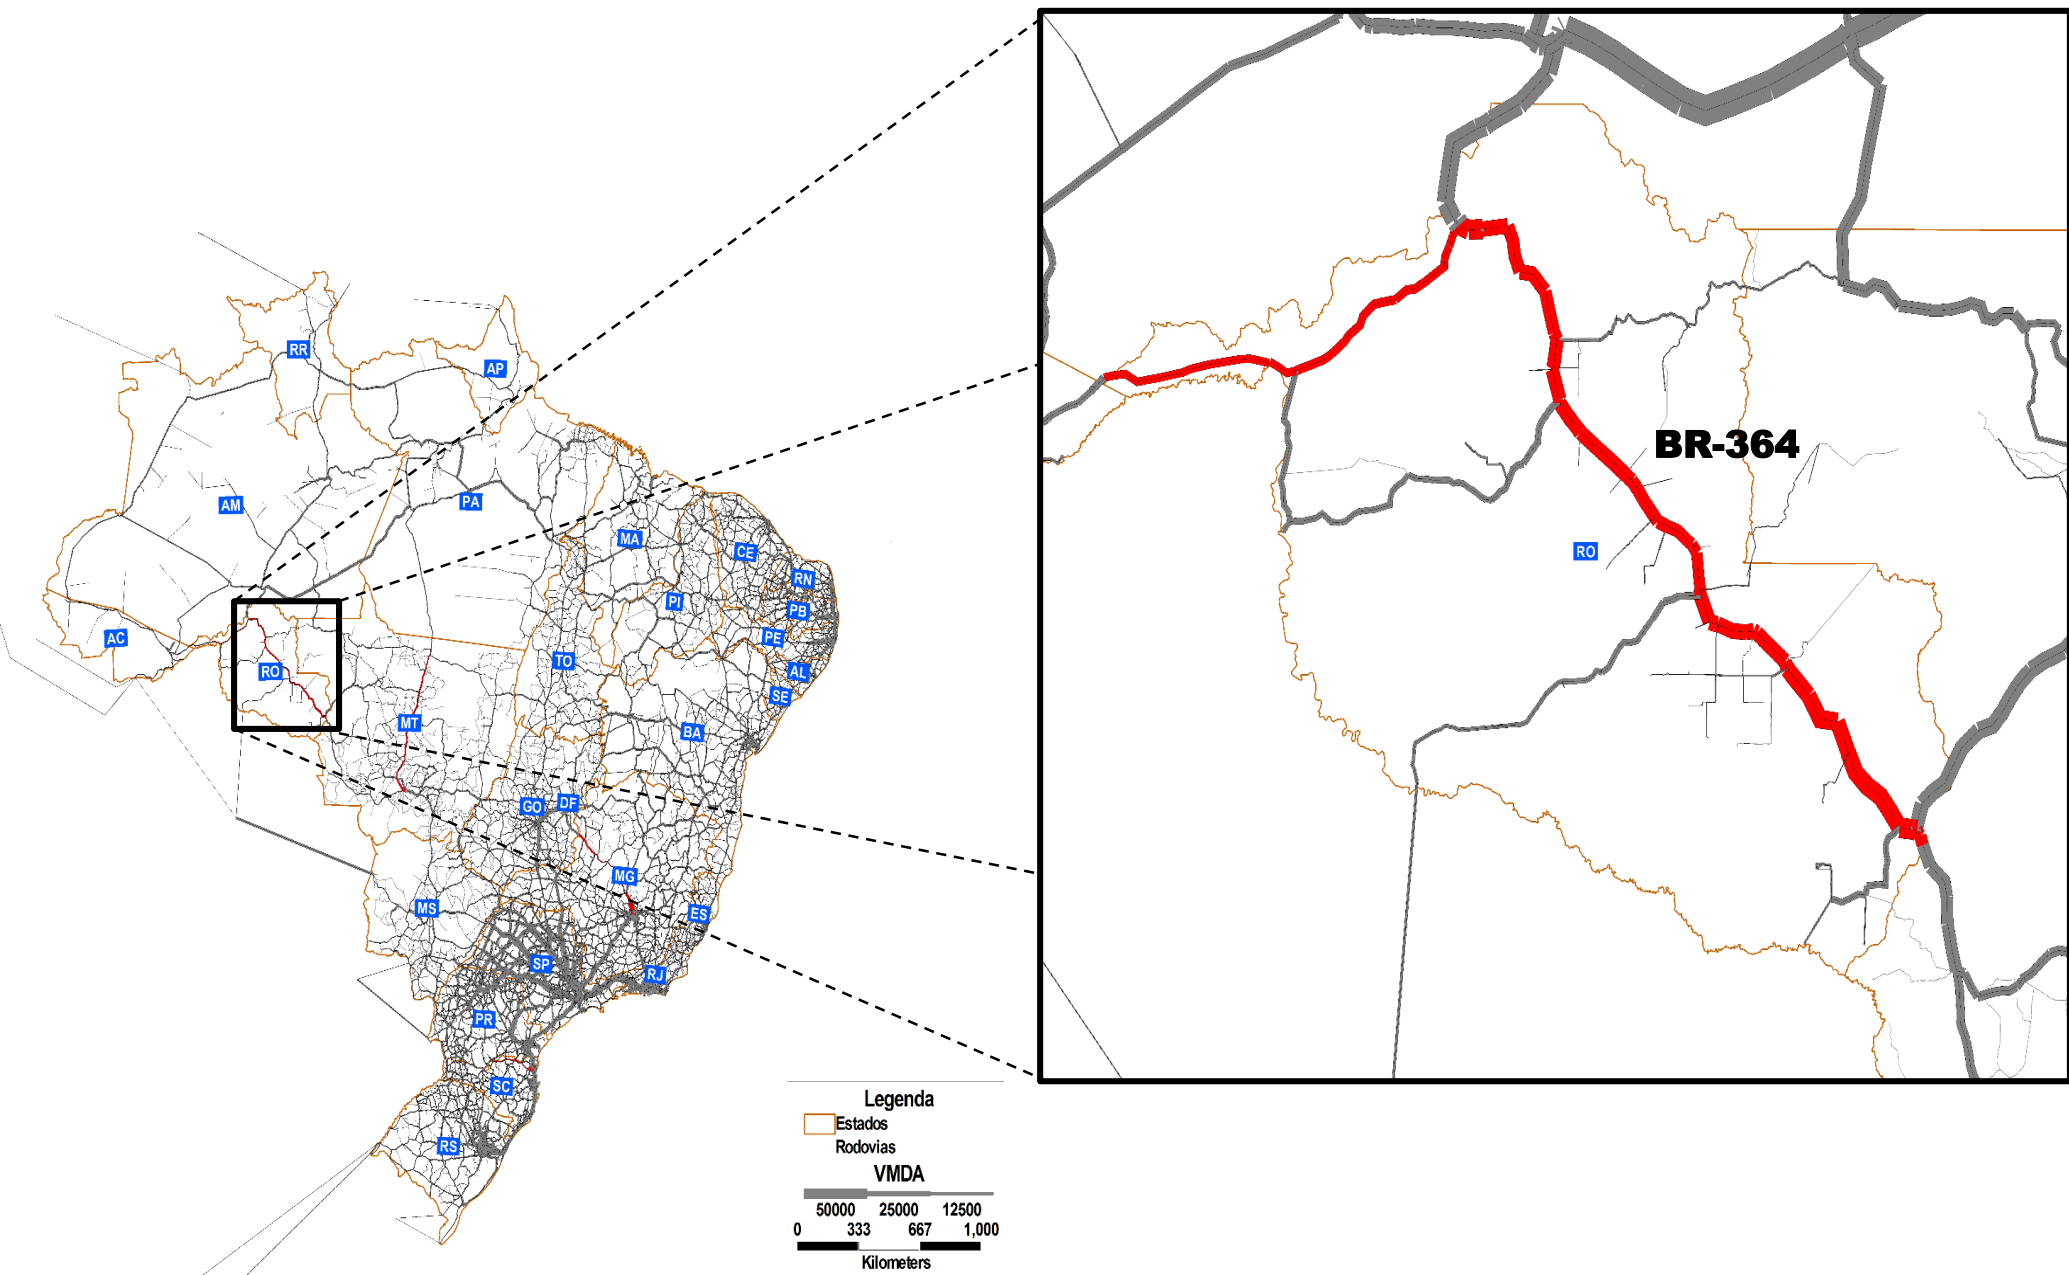 RR
AP
AM
PA
MA
CE
RN
PI
PB
PE
AC
TO
AL
RO
SE
MT
BA
GO
DF
MG
MS
ES
SP
RJ
PR
SC
RS
BR-364
RO
Legenda
Estados
Rodovias
VMDA
50000 25000 12500
0 333 667 1,000
Kilometers